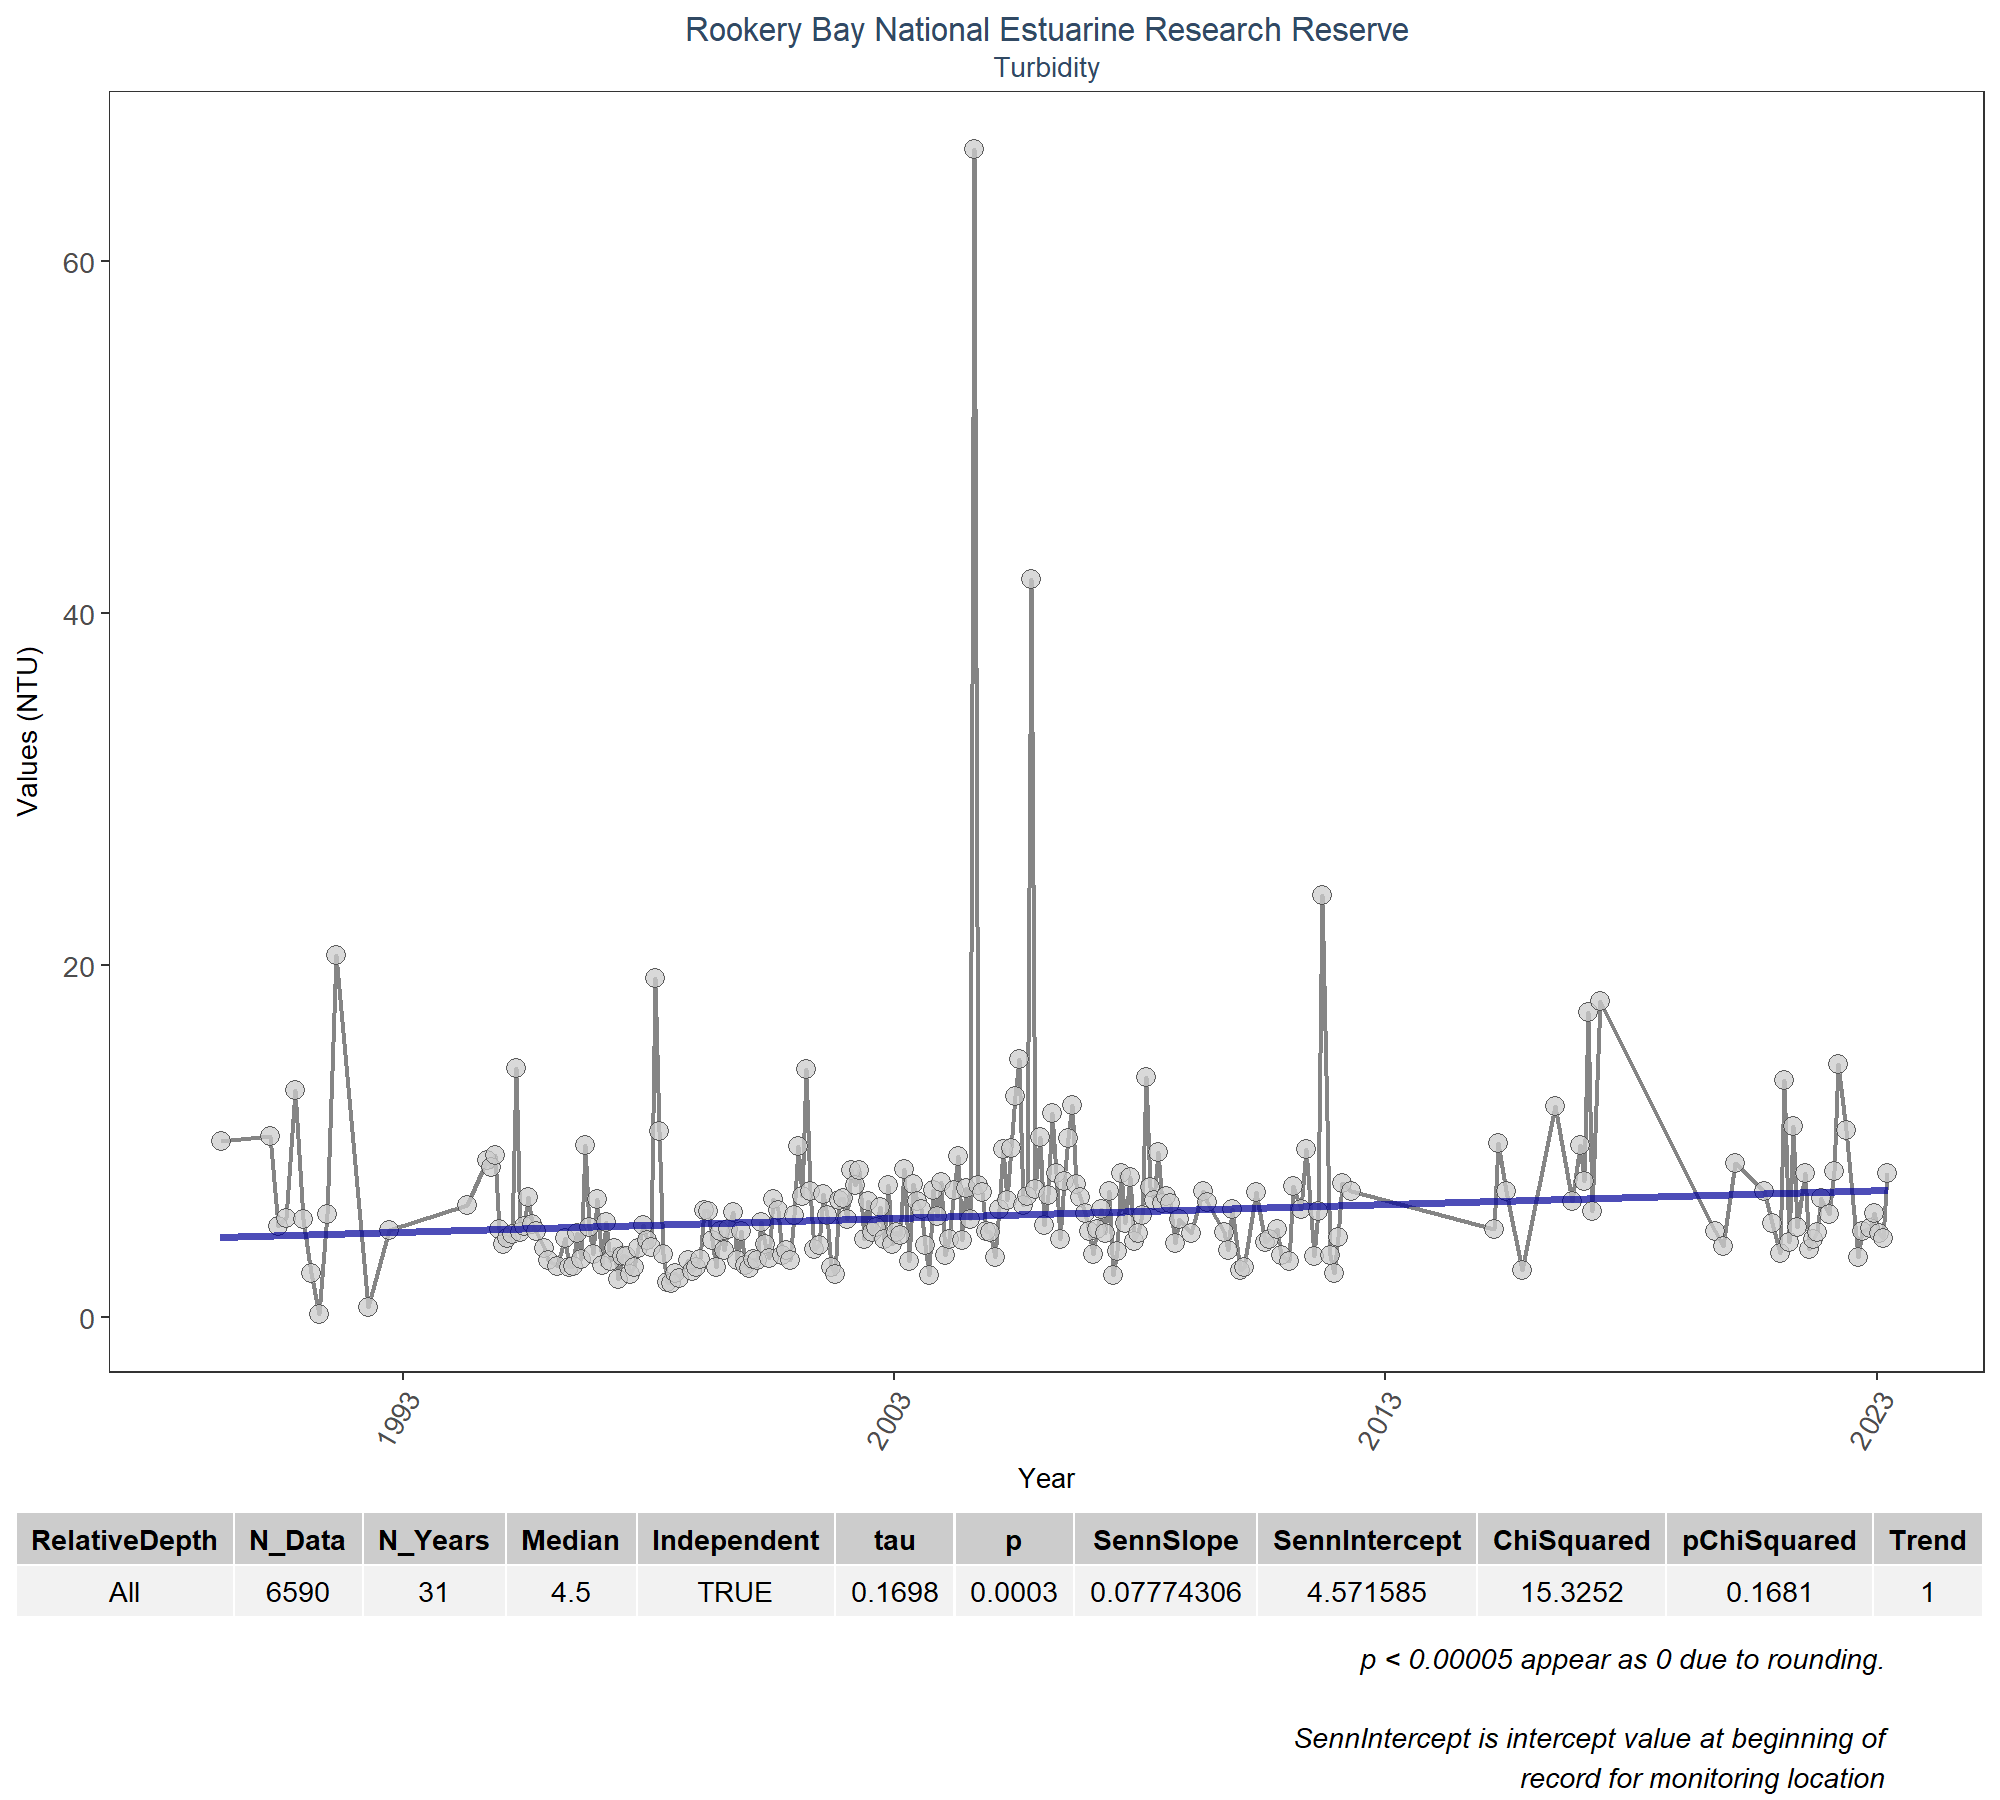 Rookery Bay National Estuarine Research Reserve
Turbidity
Values (NTU)
60
40
20
0
1993
2003
2013
2023
Year
RelativeDepth N_Data N_Years Median Independent tau p SennSlope SennIntercept ChiSquared pChiSquared Trend
All 6590 31 4.5 TRUE 0.1698 0.0003 0.07774306 4.571585 15.3252 0.1681 1
p < 0.00005 appear as 0 due to rounding.
SennIntercept is intercept value at beginning of
record for monitoring location